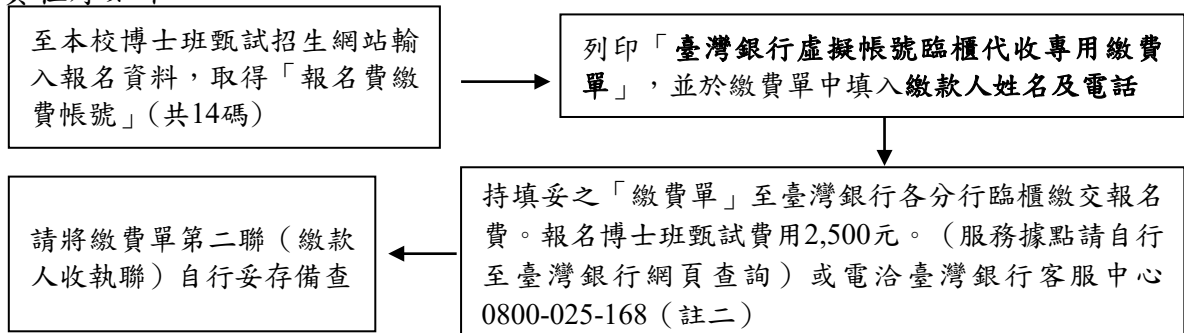 至本校博士班甄試招生網站輸
入報名資料，取得「報名費繳
費帳號」（共14碼）
列印「臺灣銀行虛擬帳號臨櫃代收專用繳費
單」，並於繳費單中填入繳款人姓名及電話
持填妥之「繳費單」至臺灣銀行各分行臨櫃繳交報名
費。報名博士班甄試費用2,500元。（服務據點請自行
至臺灣銀行網頁查詢）或電洽臺灣銀行客服中心
0800-025-168（註二）
請將繳費單第二聯（繳款
人收執聯）自行妥存備查